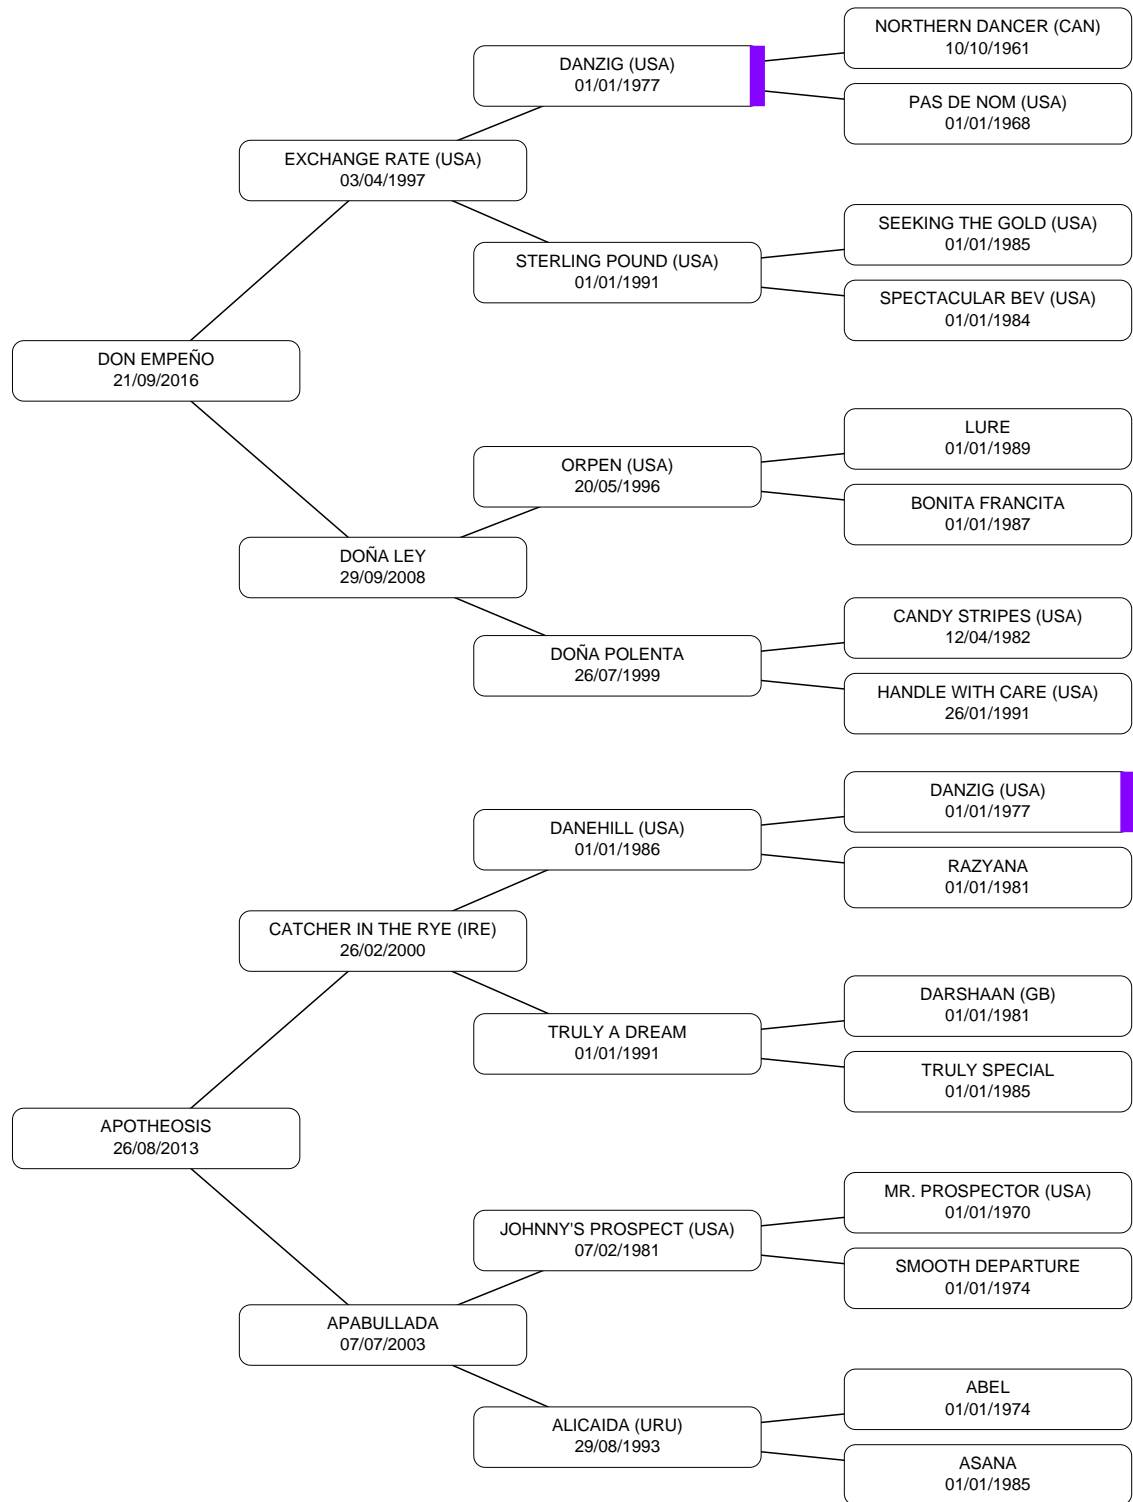 NORTHERN DANCER (CAN)
10/10/1961
DANZIG (USA)
01/01/1977
PAS DE NOM (USA)
01/01/1968
EXCHANGE RATE (USA)
03/04/1997
SEEKING THE GOLD (USA)
01/01/1985
STERLING POUND (USA)
01/01/1991
SPECTACULAR BEV (USA)
01/01/1984
DON EMPEÑO
21/09/2016
LURE
01/01/1989
ORPEN (USA)
20/05/1996
BONITA FRANCITA
01/01/1987
DOÑA LEY
29/09/2008
CANDY STRIPES (USA)
12/04/1982
DOÑA POLENTA
26/07/1999
HANDLE WITH CARE (USA)
26/01/1991
DANZIG (USA)
01/01/1977
DANEHILL (USA)
01/01/1986
RAZYANA
01/01/1981
CATCHER IN THE RYE (IRE)
26/02/2000
DARSHAAN (GB)
01/01/1981
TRULY A DREAM
01/01/1991
TRULY SPECIAL
01/01/1985
APOTHEOSIS
26/08/2013
MR. PROSPECTOR (USA)
01/01/1970
JOHNNY'S PROSPECT (USA)
07/02/1981
SMOOTH DEPARTURE
01/01/1974
APABULLADA
07/07/2003
ABEL
01/01/1974
ALICAIDA (URU)
29/08/1993
ASANA
01/01/1985